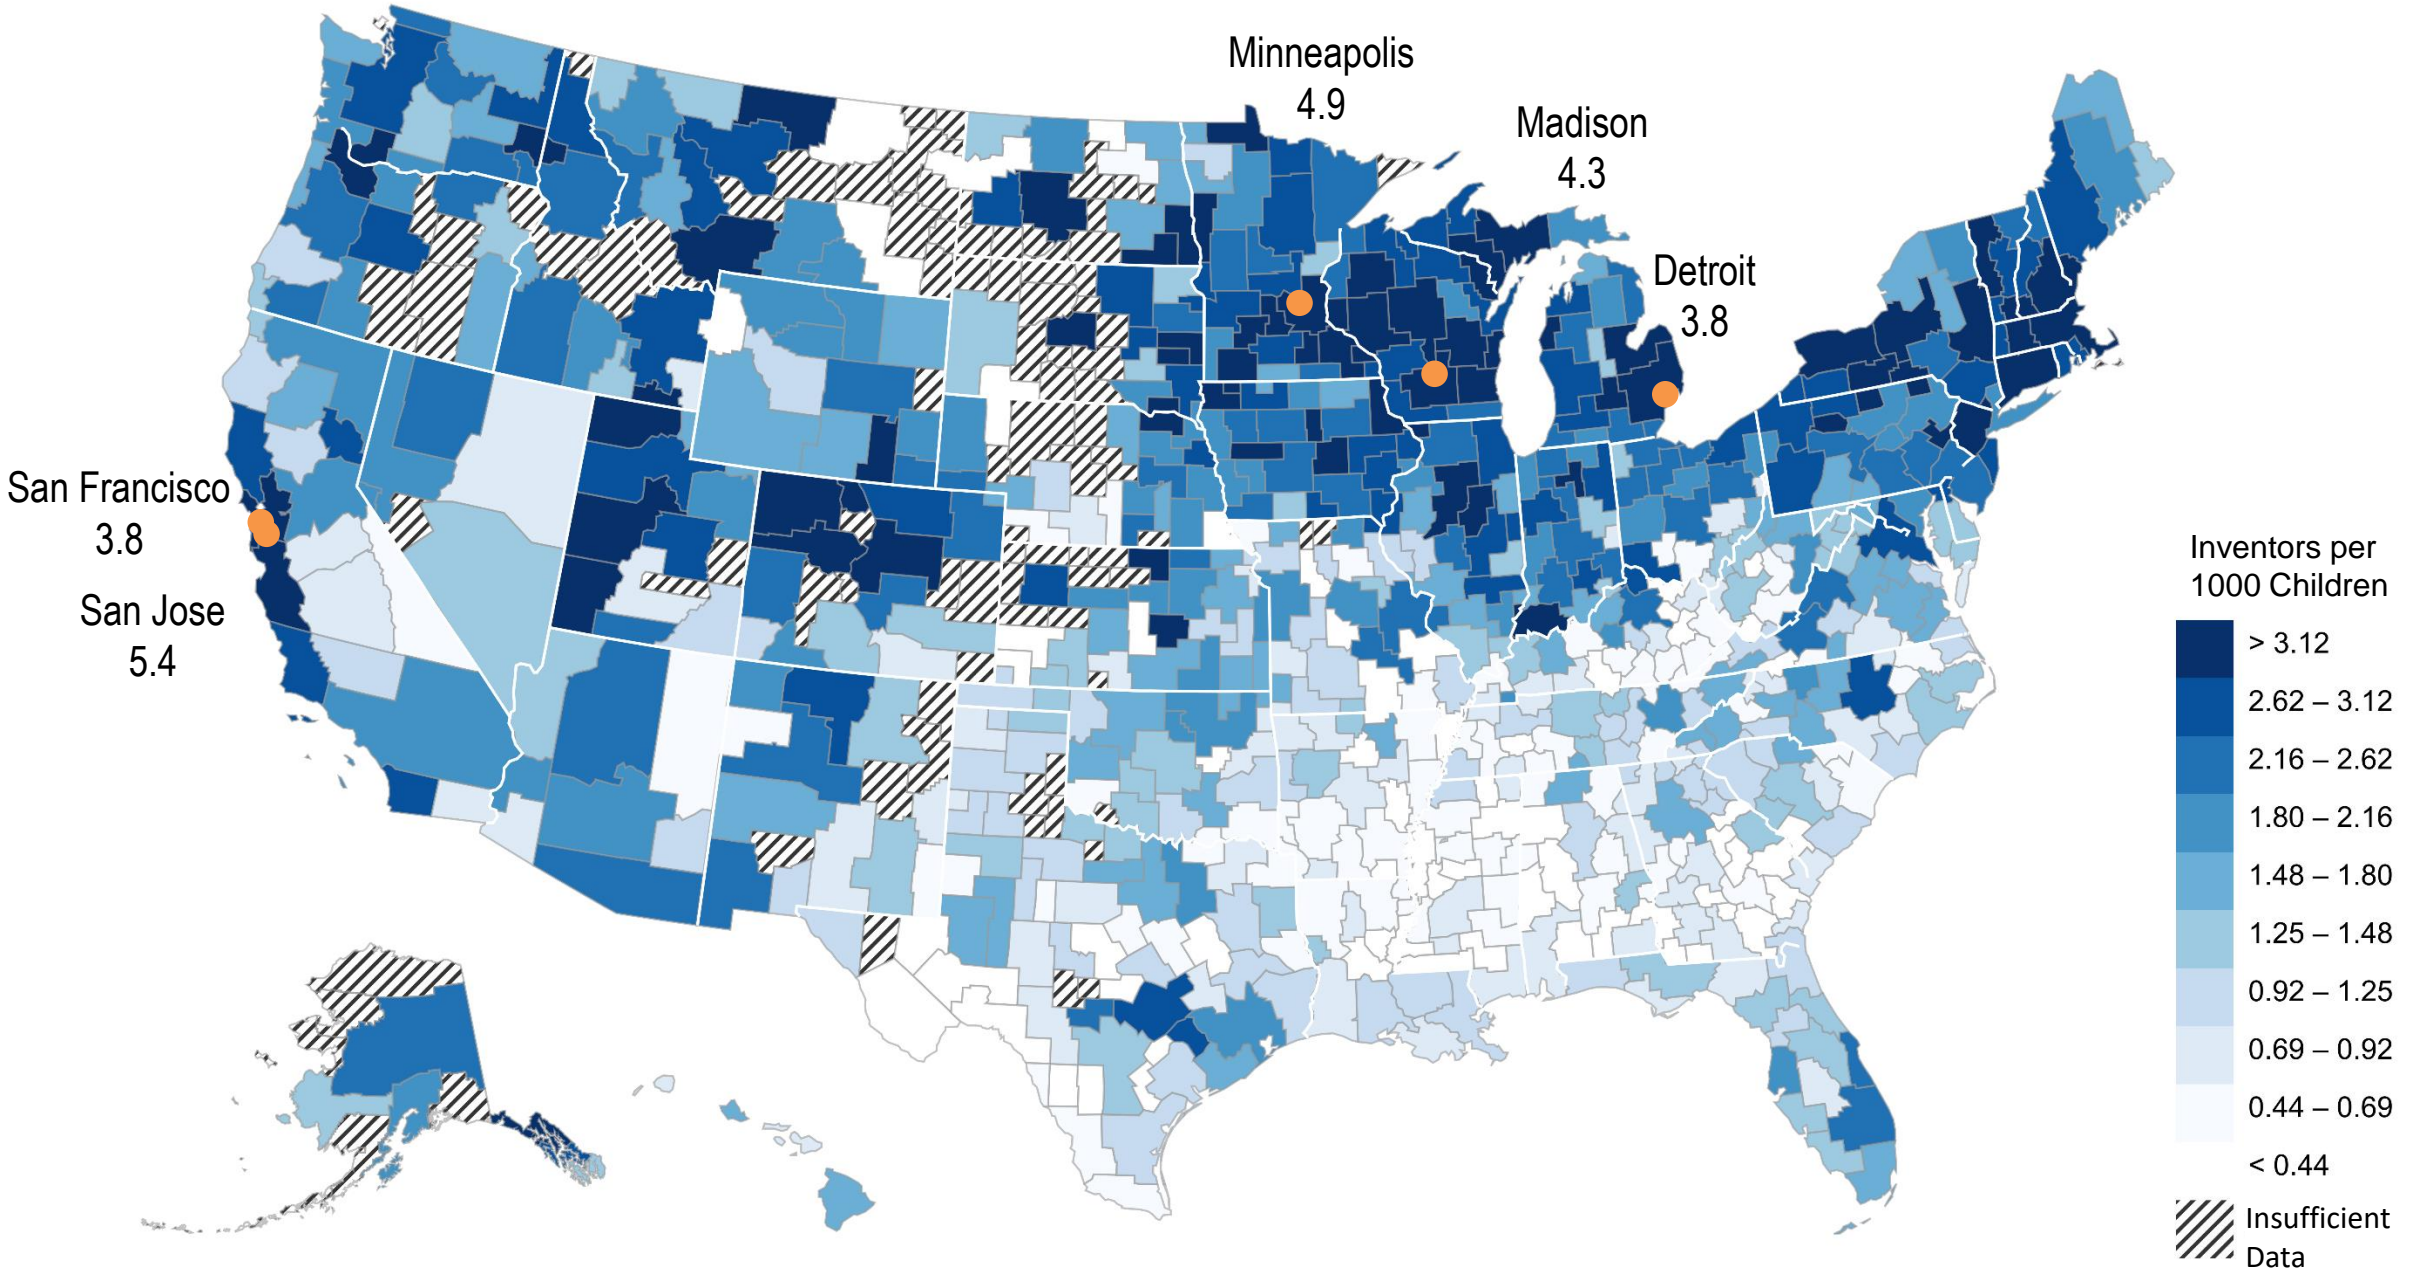 Minneapolis
4.9
Madison
4.3
Detroit
3.8
San Francisco
3.8
San Jose
5.4
Inventors per
1000 Children
> 3.12
2.62 – 3.12
2.16 – 2.62
1.80 – 2.16
1.48 – 1.80
1.25 – 1.48
0.92 – 1.25
0.69 – 0.92
0.44 – 0.69
< 0.44
Insufficient
Data